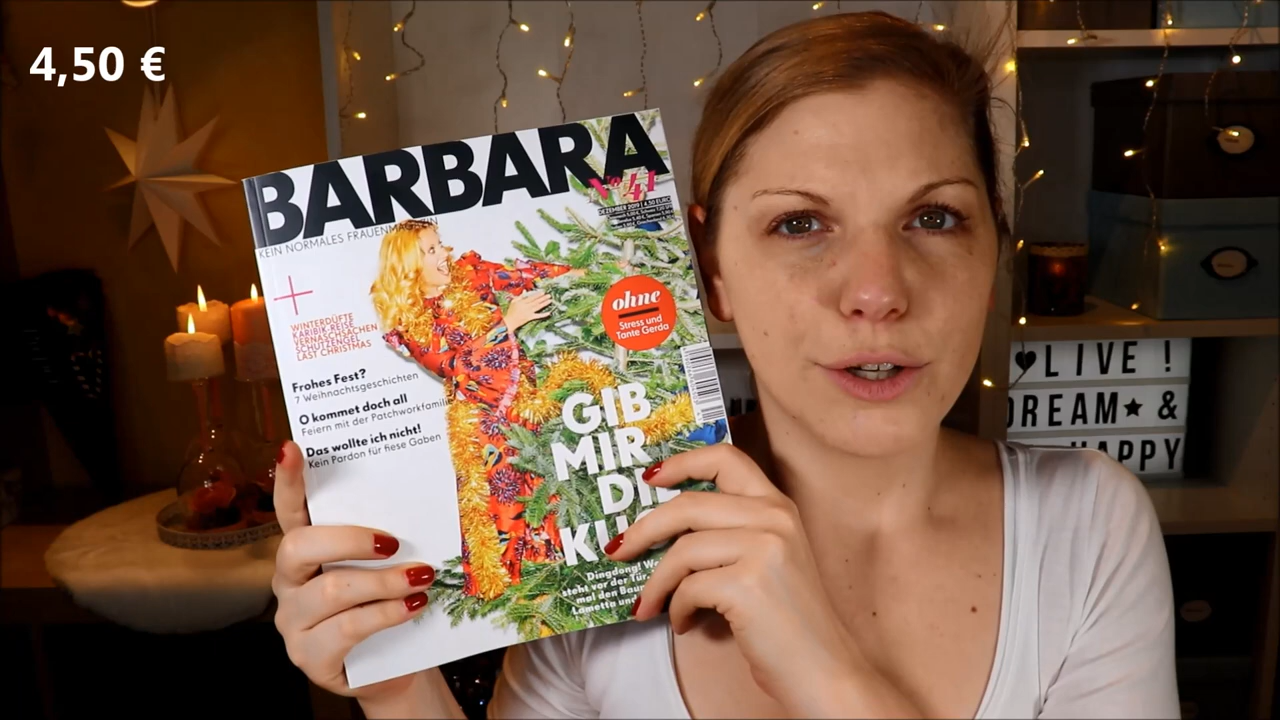 4,50 €
BARBARA
No 41
KEIN NORMALES FRAUENMAGAZIN
DEZEMBER 2019 | 4,50 EURO
WINTERDÜFTE
KARIBIK-REISE
VERNASCHSACHEN
SCHUTZENGEL
LAST CHRISTMAS
ohne
Stress und
Tante Gerda
Frohes Fest?
7 Weihnachtsgeschichten
O kommet doch all
Feiern mit der Patchworkfamilie
Das wollte ich nicht!
Kein Pardon für fiese Gaben
GIB
MIR
DIE
Dingdong!
steht vor der Tür
mal den
Lametta und
LIVE !
DREAM ★ &
HAPPY